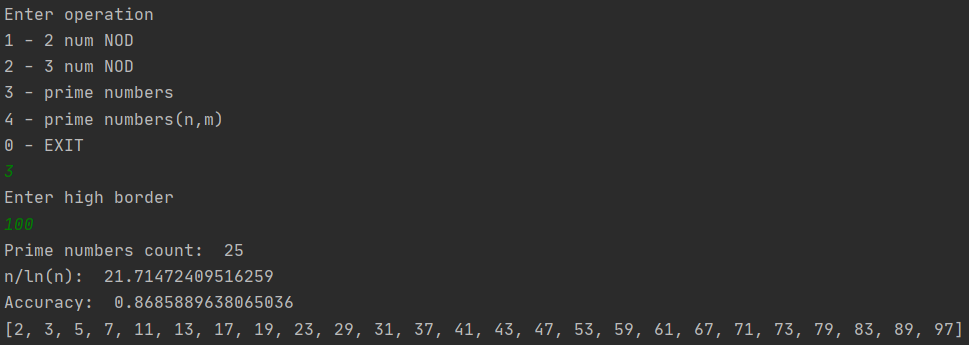 Enter operation
1 - 2 num NOD
2 - 3 num NOD
3 - prime numbers
4 - prime numbers(n,m)
0 - EXIT
3
Enter high border
100
Prime numbers count:  25
n/ln(n):  21.71472409516259
Accuracy:  0.8685889638065036
[2, 3, 5, 7, 11, 13, 17, 19, 23, 29, 31, 37, 41, 43, 47, 53, 59, 61, 67, 71, 73, 79, 83, 89, 97]